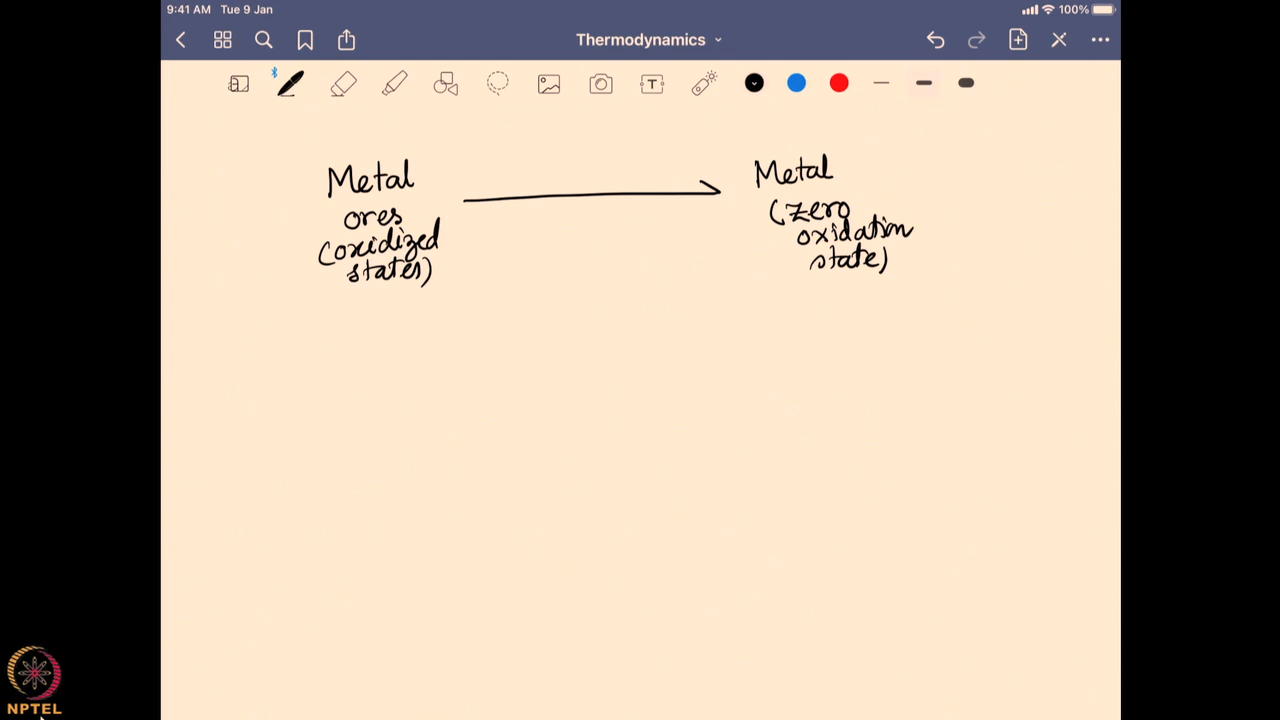 9:41 AM Tue 9 Jan
100%
Thermodynamics
T
Metal
ores
(oxidized
states)
Metal
(zero
oxidation
state)
NPTEL